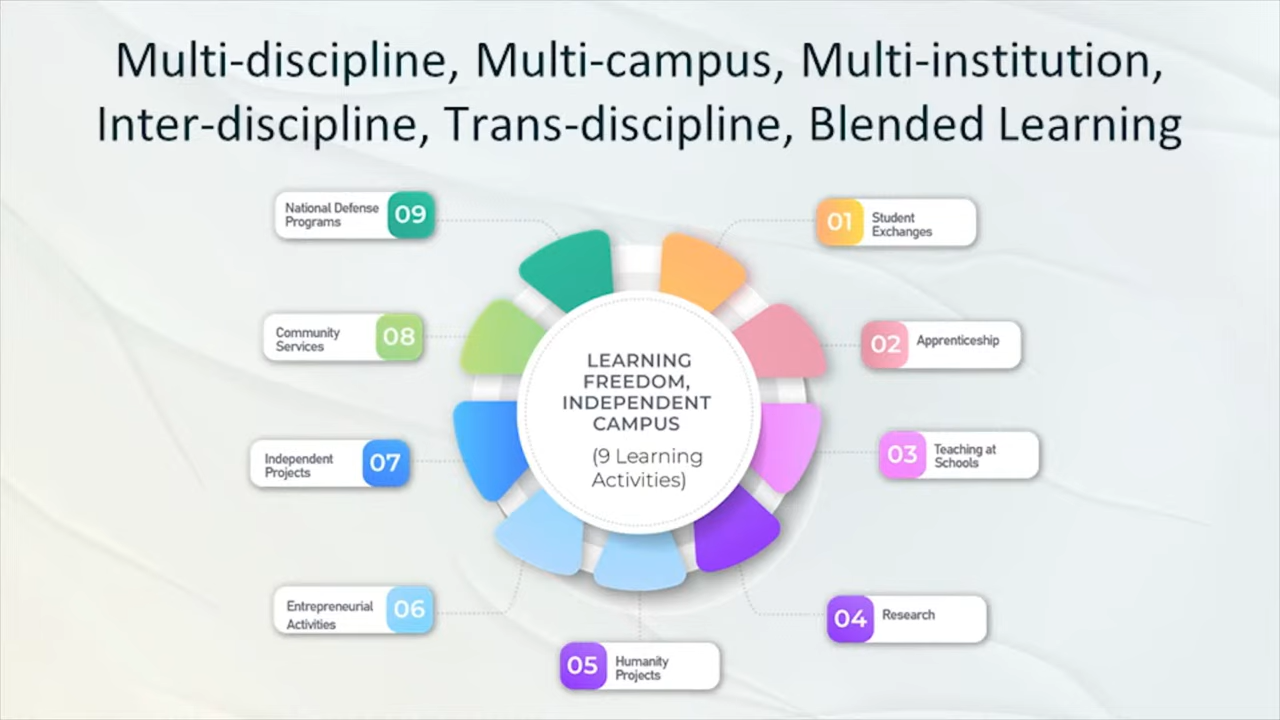 Multi-discipline, Multi-campus, Multi-institution,
Inter-discipline, Trans-discipline, Blended Learning
LEARNING
FREEDOM,
INDEPENDENT
CAMPUS
(9 Learning
Activities)
01
Student
Exchanges
02
Apprenticeship
03
Teaching at
Schools
04
Research
05
Humanity
Projects
06
Entrepreneurial
Activities
07
Independent
Projects
08
Community
Services
09
National Defense
Programs